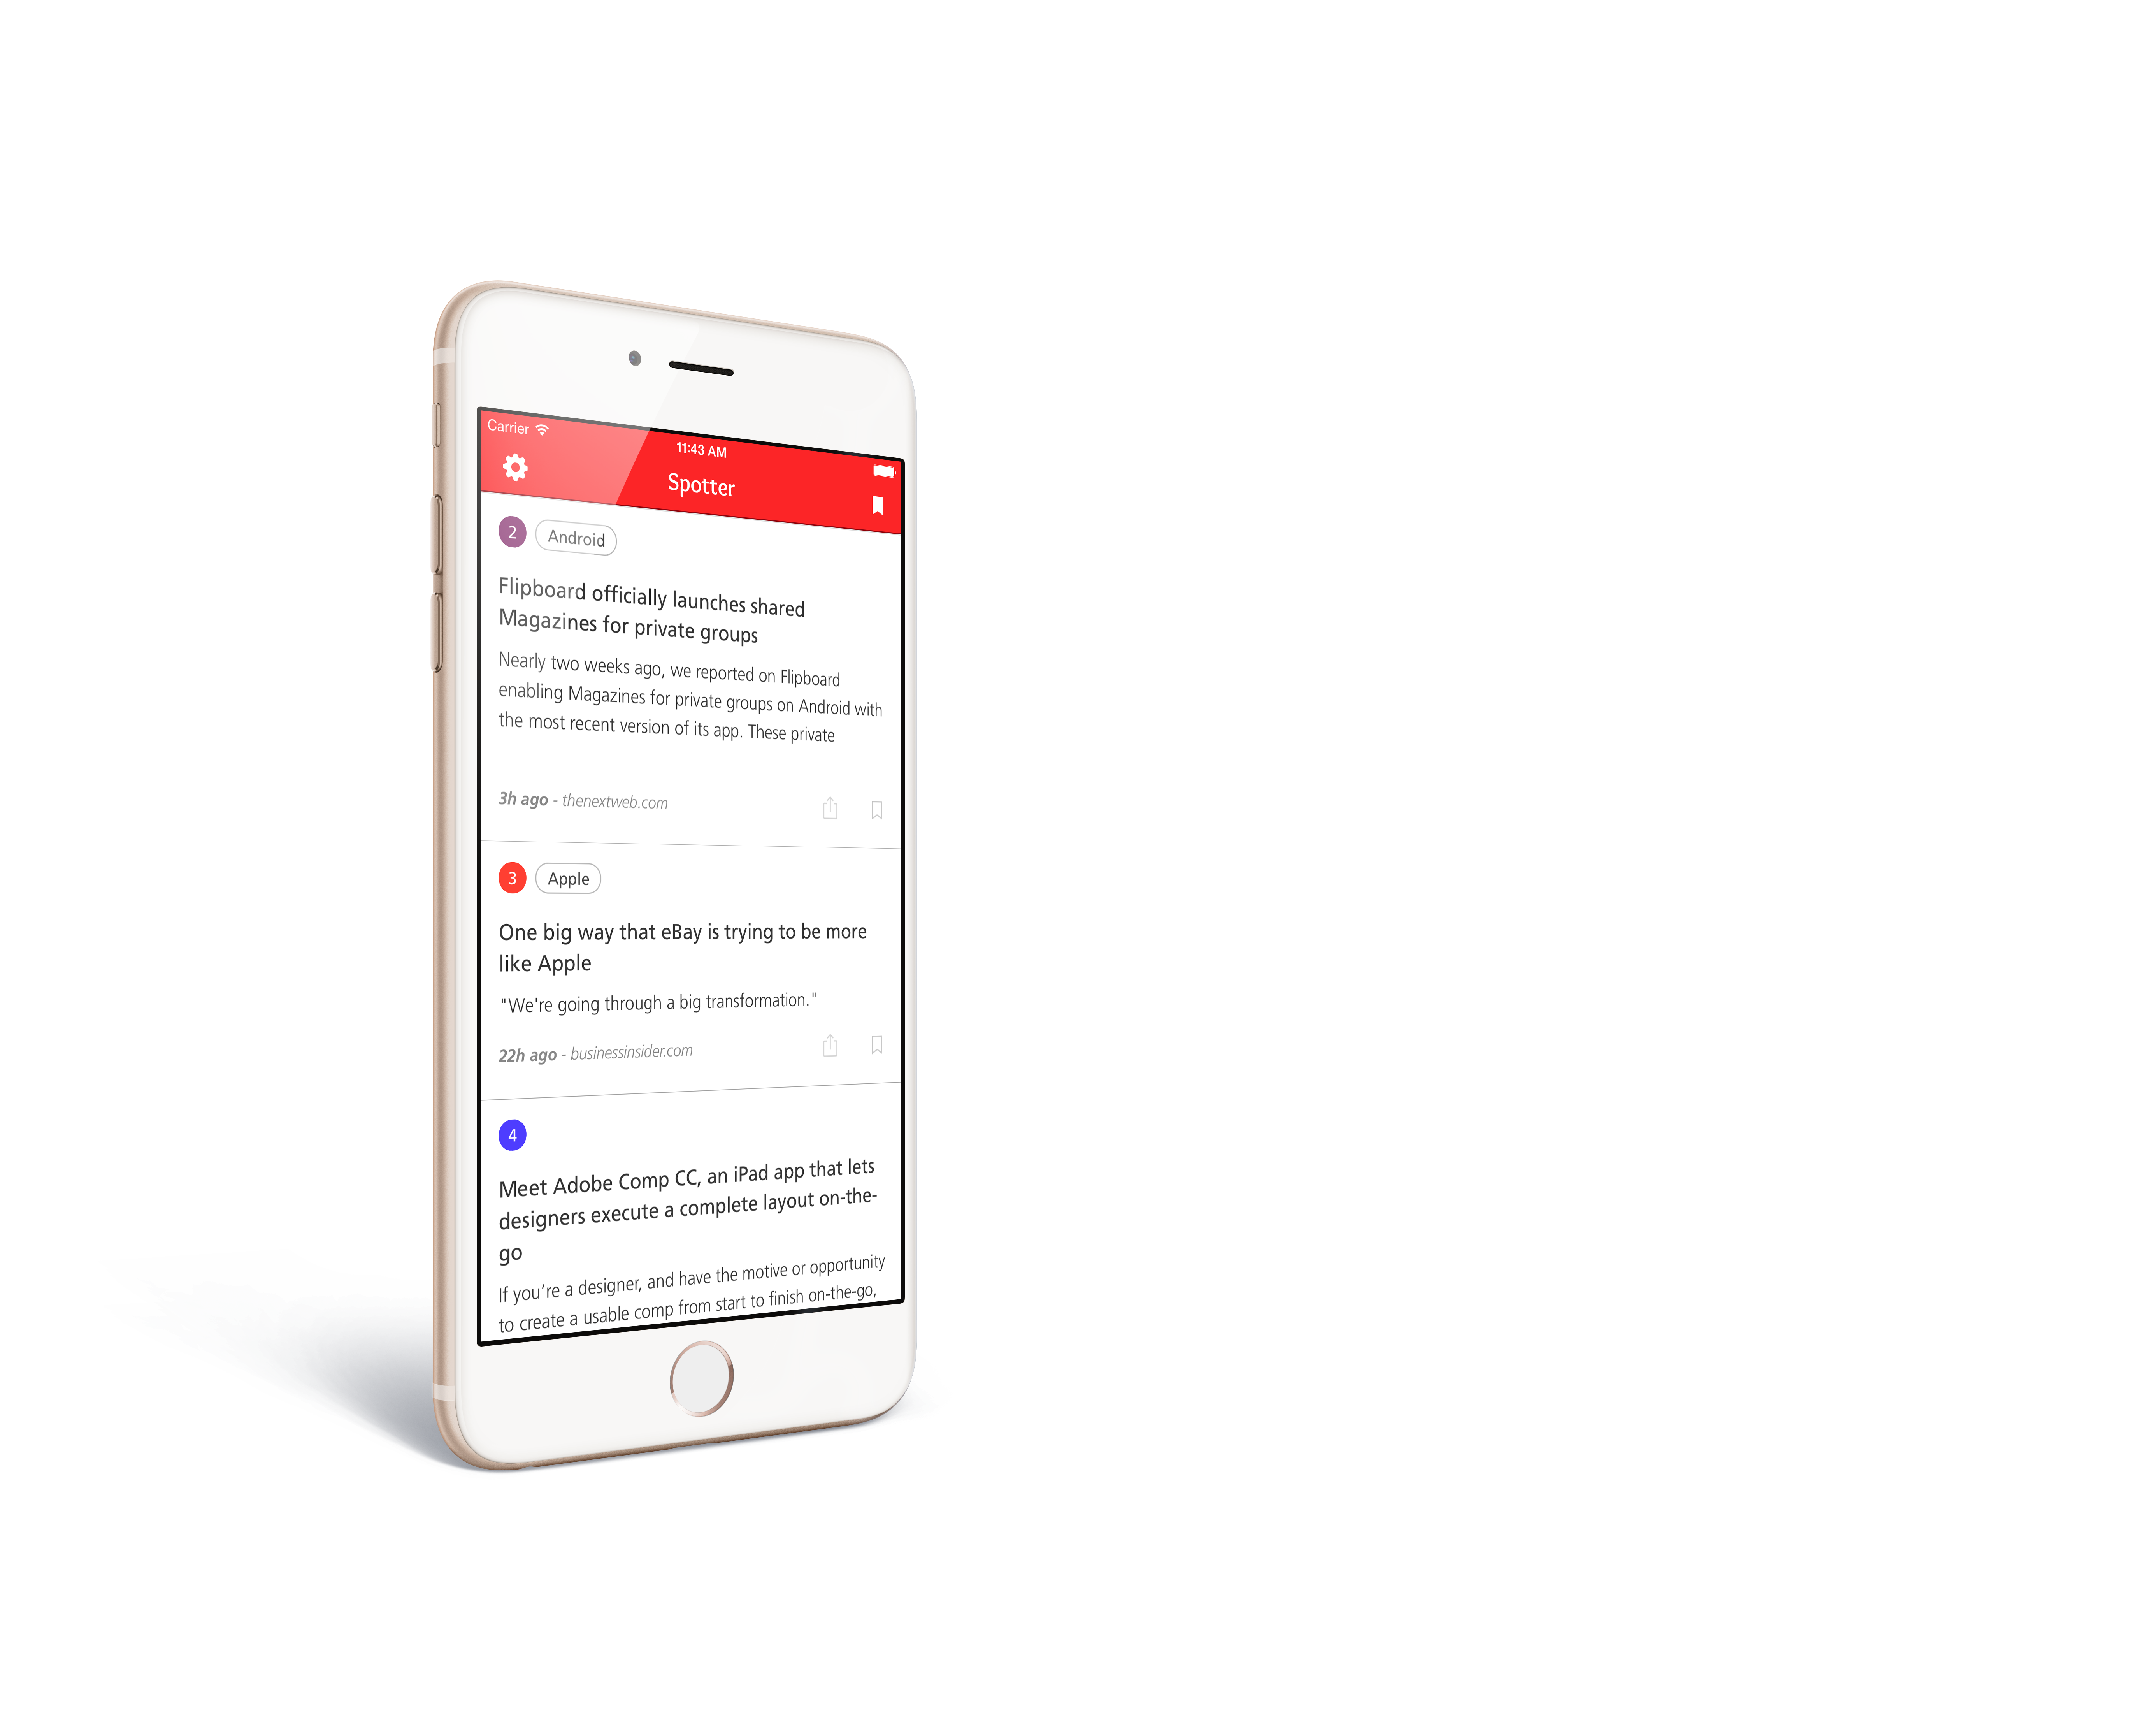 Carrier
11:43 AM
Spotter
2 Android
Flipboard officially launches shared
Magazines for private groups
Nearly two weeks ago, we reported on Flipboard
enabling Magazines for private groups on Android with
the most recent version of its app. These private
3h ago - thenextweb.com
3 Apple
One big way that eBay is trying to be more
like Apple
"We're going through a big transformation."
22h ago - businessinsider.com
4
Meet Adobe Comp CC, an iPad app that lets
designers execute a complete layout on-the-
go
If you’re a designer, and have the motive or opportunity
to create a usable comp from start to finish on-the-go,